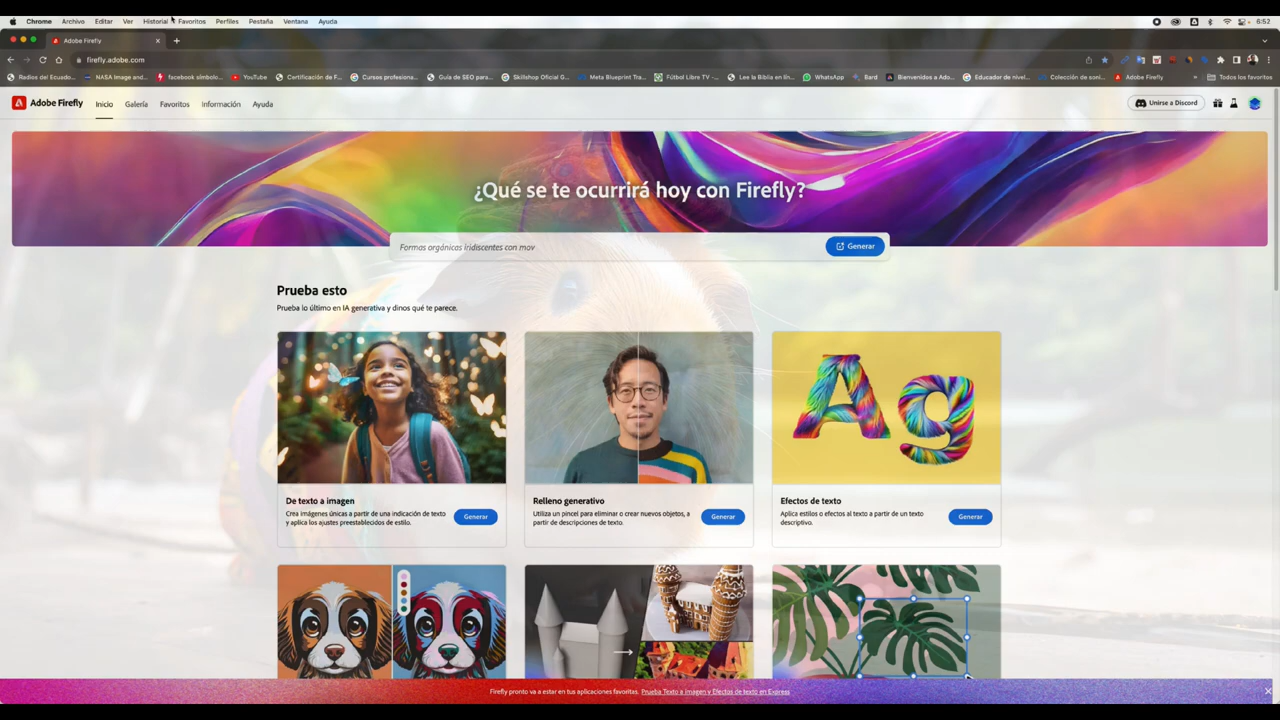 Chrome Archivo Editar Ver Historial Favoritos Perfiles Pestaña Ventana Ayuda 6:52
Adobe Firefly
firefly.adobe.com
Radios del Ecuado... NASA Image and... facebook símbolo... YouTube Certificación de F... Cursos profesiona... Guía de SEO para... Skillshop Oficial G... Meta Blueprint Tra... Fútbol Libre TV -... Lee la Biblia en lín... WhatsApp Bard Bienvenidos a Ado... Educador de nivel... Colección de soni... Adobe Firefly » Todos los favoritos
Adobe Firefly Inicio Galería Favoritos Información Ayuda Unirse a Discord
¿Qué se te ocurrirá hoy con Firefly?
Formas orgánicas iridiscentes con mov Generar
Prueba esto
Prueba lo último en IA generativa y dinos qué te parece.
Ag
De texto a imagen
Crea imágenes únicas a partir de una indicación de texto
y aplica los ajustes preestablecidos de estilo.
Generar
Relleno generativo
Utiliza un pincel para eliminar o crear nuevos objetos, a
partir de descripciones de texto.
Generar
Efectos de texto
Aplica estilos o efectos al texto a partir de un texto
descriptivo.
Generar
Firefly pronto va a estar en tus aplicaciones favoritas. Prueba Texto a imagen y Efectos de texto en Express